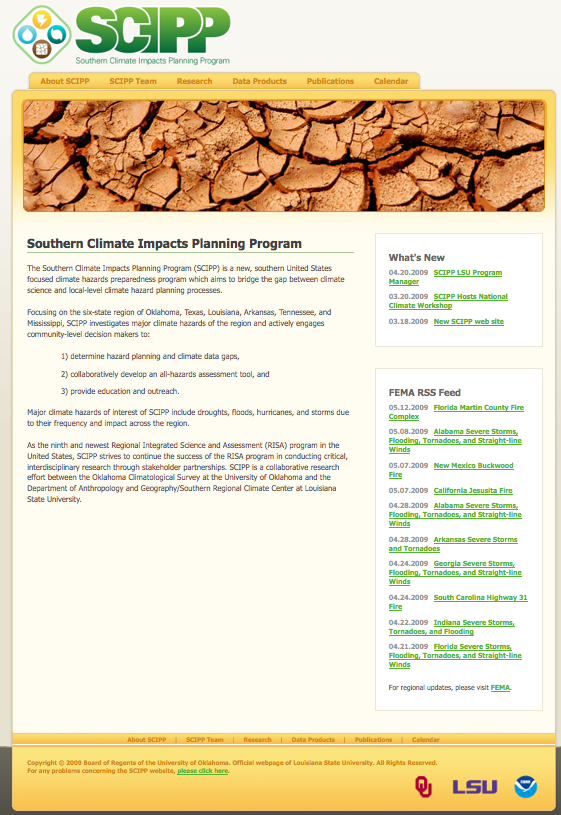 SCIPP
Southern Climate Impacts Planning Program
About SCIPP SCIPP Team Research Data Products Publications Calendar
Southern Climate Impacts Planning Program
The Southern Climate Impacts Planning Program (SCIPP) is a new, southern United States
focused climate hazards preparedness program which aims to bridge the gap between climate
science and local-level climate hazard planning processes.
Focusing on the six-state region of Oklahoma, Texas, Louisiana, Arkansas, Tennessee, and
Mississippi, SCIPP investigates major climate hazards of the region and actively engages
community-level decision makers to:
1) determine hazard planning and climate data gaps,
2) collaboratively develop an all-hazards assessment tool, and
3) provide education and outreach.
Major climate hazards of interest of SCIPP include droughts, floods, hurricanes, and storms due
to their frequency and impact across the region.
As the ninth and newest Regional Integrated Science and Assessment (RISA) program in the
United States, SCIPP strives to continue the success of the RISA program in conducting critical,
interdisciplinary research through stakeholder partnerships. SCIPP is a collaborative research
effort between the Oklahoma Climatological Survey at the University of Oklahoma and the
Department of Anthropology and Geography/Southern Regional Climate Center at Louisiana
State University.
What's New
04.20.2009 SCIPP LSU Program
Manager
03.20.2009 SCIPP Hosts National
Climate Workshop
03.18.2009 New SCIPP web site
FEMA RSS Feed
05.12.2009 Florida Martin County Fire
Complex
05.08.2009 Alabama Severe Storms,
Flooding, Tornadoes, and Straight-line
Winds
05.07.2009 New Mexico Buckwood
Fire
05.07.2009 California Jesusita Fire
04.28.2009 Alabama Severe Storms,
Flooding, Tornadoes, and Straight-line
Winds
04.28.2009 Arkansas Severe Storms
and Tornadoes
04.24.2009 Georgia Severe Storms,
Flooding, Tornadoes, and Straight-line
Winds
04.24.2009 South Carolina Highway 31
Fire
04.22.2009 Indiana Severe Storms,
Tornadoes, and Flooding
04.21.2009 Florida Severe Storms,
Flooding, Tornadoes, and Straight-line
Winds
For regional updates, please visit FEMA.
About SCIPP | SCIPP Team | Research | Data Products | Publications | Calendar
Copyright © 2009 Board of Regents of the University of Oklahoma. Official webpage of Louisiana State University. All Rights Reserved.
For any problems concerning the SCIPP website, please click here.
OU LSU NOAA